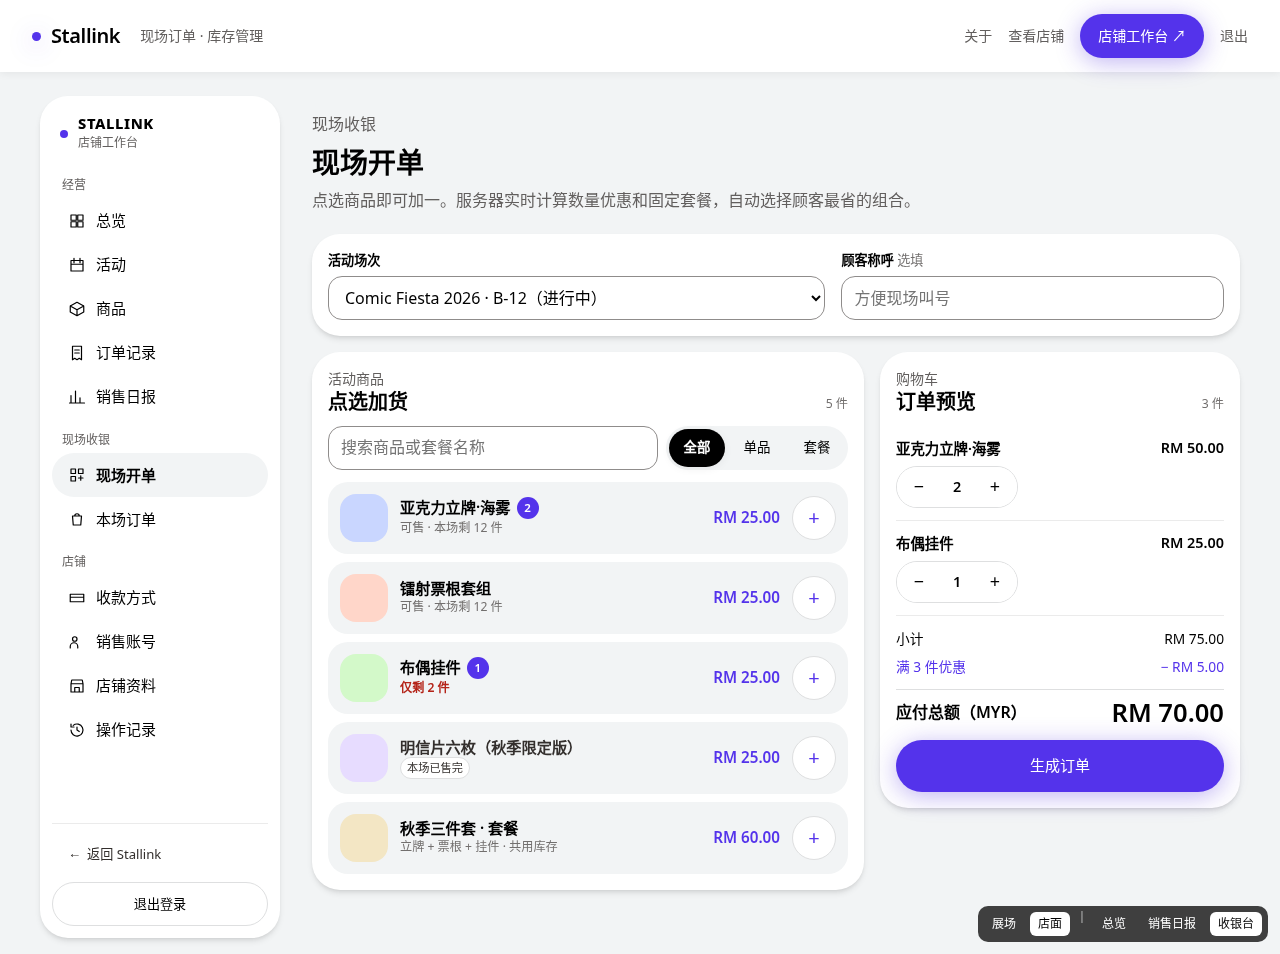 Stallink
现场订单 · 库存管理
关于
查看店铺
店铺工作台 ↗
退出
STALLINK
店铺工作台
经营
总览
活动
商品
订单记录
销售日报
现场收银
现场开单
本场订单
店铺
收款方式
销售账号
店铺资料
操作记录
← 返回 Stallink
退出登录
现场收银
现场开单
点选商品即可加一。服务器实时计算数量优惠和固定套餐，自动选择顾客最省的组合。
活动场次
Comic Fiesta 2026 · B-12（进行中）
顾客称呼 选填
方便现场叫号
活动商品
点选加货
5 件
搜索商品或套餐名称
全部
单品
套餐
亚克力立牌·海雾 2
可售 · 本场剩 12 件
RM 25.00
+
镭射票根套组
可售 · 本场剩 12 件
RM 25.00
+
布偶挂件 1
仅剩 2 件
RM 25.00
+
明信片六枚（秋季限定版）
本场已售完
RM 25.00
+
秋季三件套 · 套餐
立牌 + 票根 + 挂件 · 共用库存
RM 60.00
+
购物车
订单预览
3 件
亚克力立牌·海雾
RM 50.00
− 2 +
布偶挂件
RM 25.00
− 1 +
小计
RM 75.00
满 3 件优惠
− RM 5.00
应付总额（MYR）
RM 70.00
生成订单
展场
店面
总览
销售日报
收银台